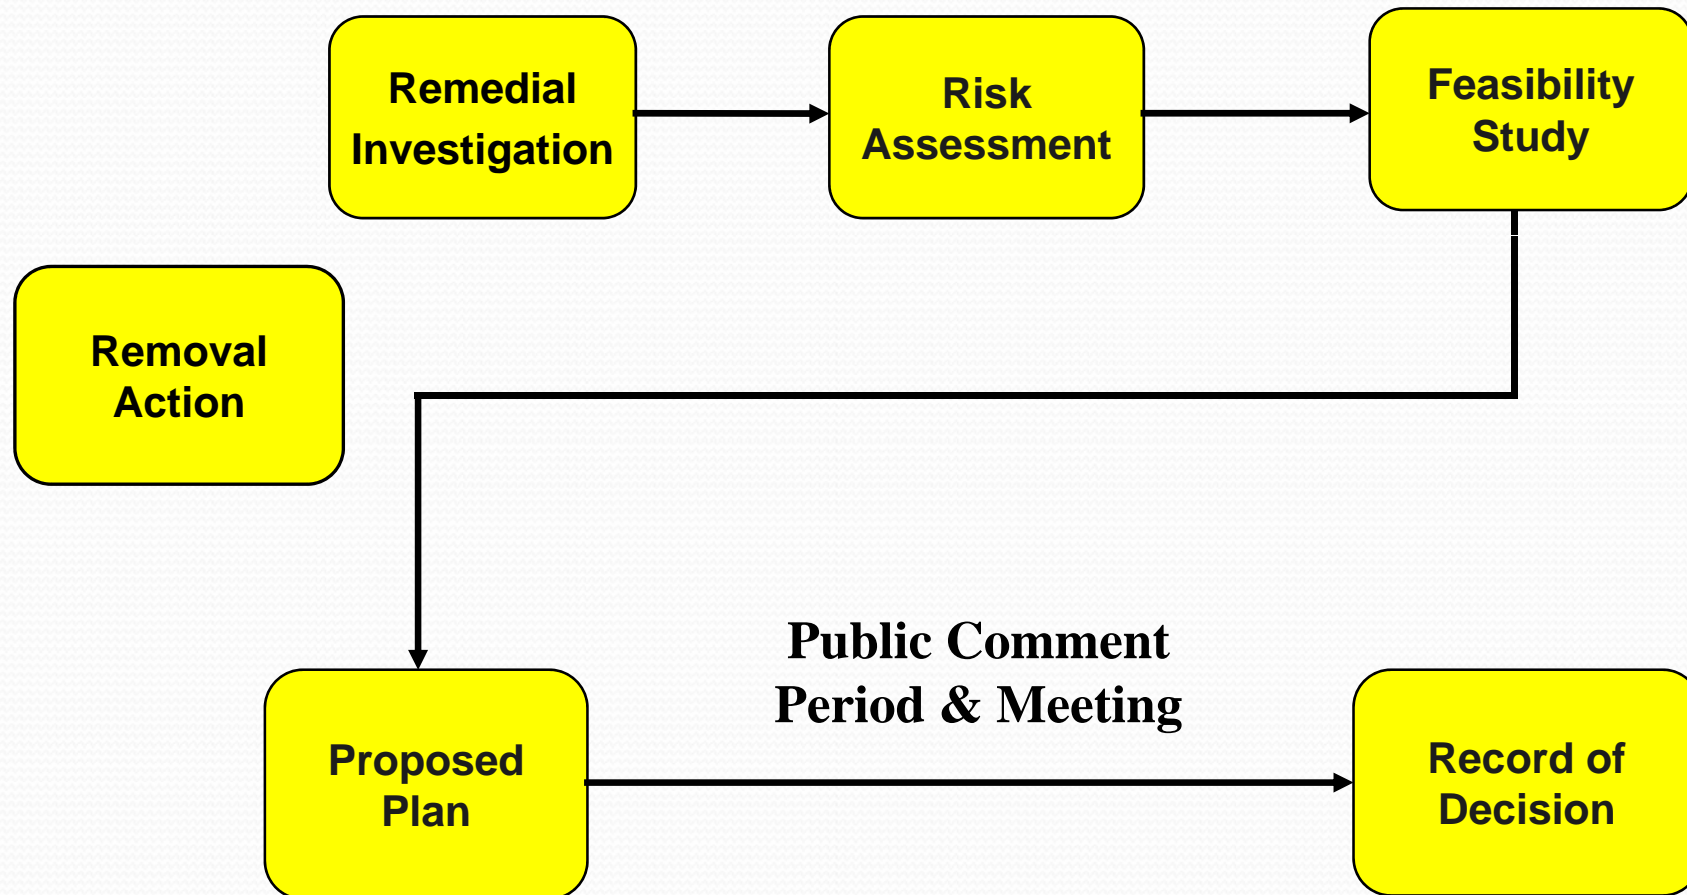 Remedial
Investigation
Risk
Assessment
Feasibility
Study
Removal
Action
Public Comment
Period & Meeting
Proposed
Plan
Record of
Decision